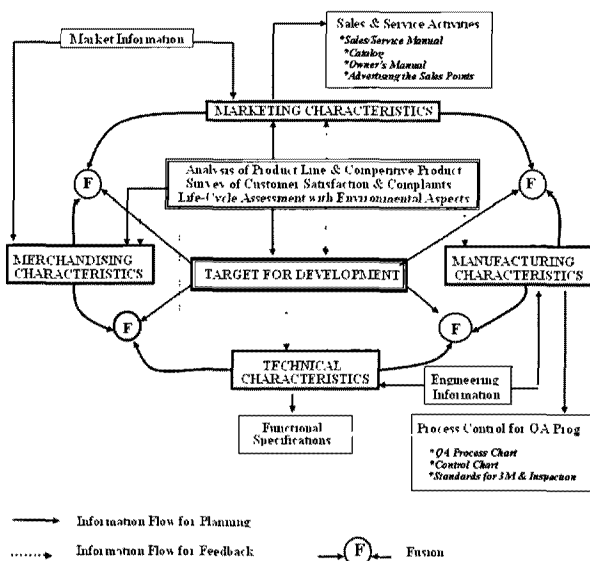 Sales & Service Activities
*Sales/Service Manual
*Catalog
*Owner's Manual
*Advertising the Sales Points
Market Information
MARKETING CHARACTERISTICS
Analysis of Product Line & Competitive Product
Survey of Customer Satisfaction & Complaints
Life-Cycle Assessment with Environmental Aspects
F
F
MERCHANDISING
CHARACTERISTICS
TARGET FOR DEVELOPMENT
MANUFACTURING
CHARACTERISTICS
F
F
TECHNICAL
CHARACTERISTICS
Engineering
Information
Functional
Specifications
Process Control for QA Prog
*QA Process Chart
*Control Chart
*Standards for 3M & Inspection
Information Flow for Planning
Information Flow for Feedback
F
Fusion